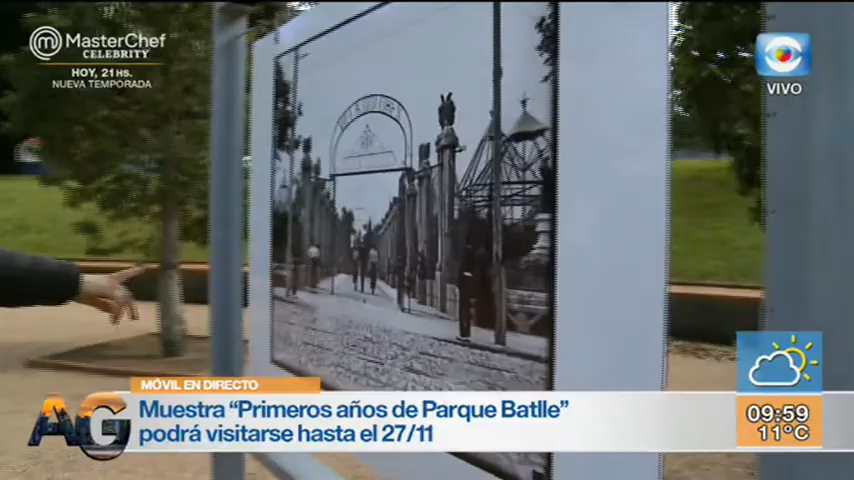 MasterChef
CELEBRITY
HOY, 21 HS.
NUEVA TEMPORADA
VIVO
MÓVIL EN DIRECTO
AG
Muestra “Primeros años de Parque Batlle”
podrá visitarse hasta el 27/11
09:59
11°C